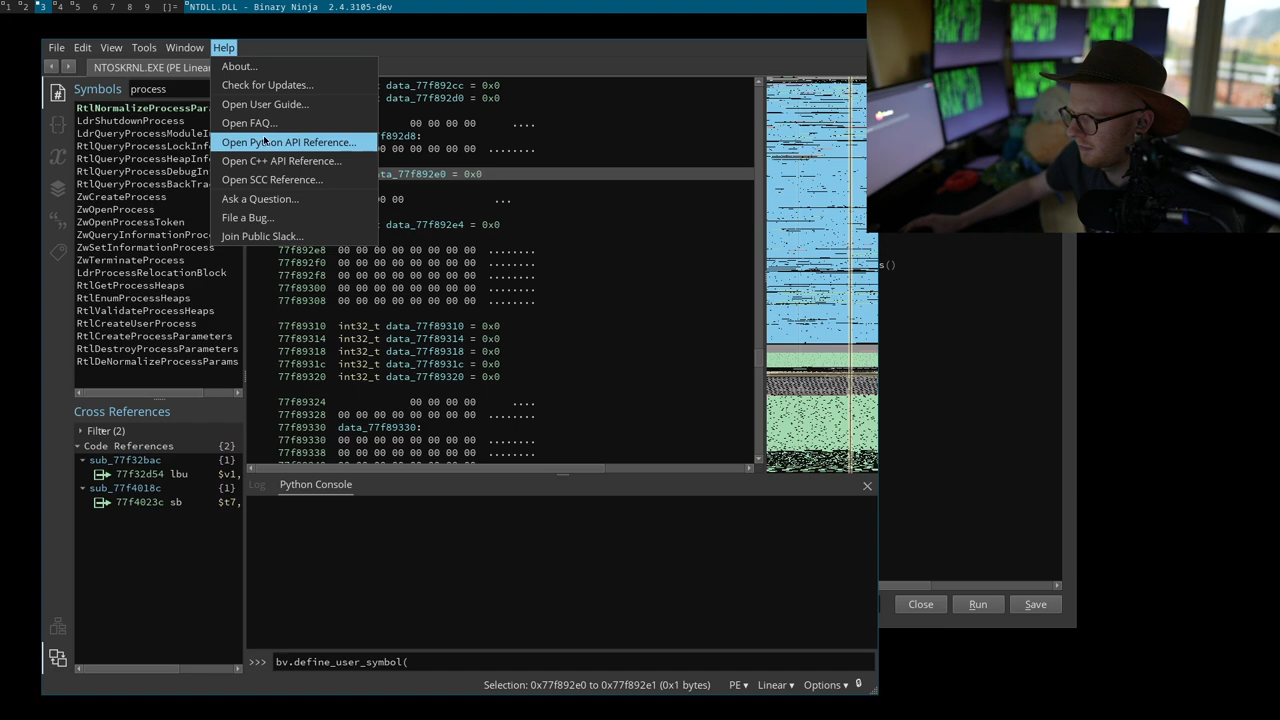 1 2 3 4 5 6 7 8 9 []= NTDLL.DLL - Binary Ninja 2.4.3105-dev
File Edit View Tools Window Help
NTOSKRNL.EXE (PE Linear
About...
Check for Updates...
Open User Guide...
Open FAQ...
Open Python API Reference...
Open C++ API Reference...
Open SCC Reference...
Ask a Question...
File a Bug...
Join Public Slack...
Symbols process
RtlNormalizeProcessPar
LdrShutdownProcess
LdrQueryProcessModuleI
RtlQueryProcessLockInf
RtlQueryProcessHeapInf
RtlQueryProcessDebugIn
RtlQueryProcessBackTra
ZwCreateProcess
ZwOpenProcess
ZwOpenProcessToken
ZwQueryInformationProc
ZwSetInformationProcess
ZwTerminateProcess
LdrProcessRelocationBlock
RtlGetProcessHeaps
RtlEnumProcessHeaps
RtlValidateProcessHeaps
RtlCreateUserProcess
RtlCreateProcessParameters
RtlDestroyProcessParameters
RtlDeNormalizeProcessParams
Cross References
Filter (2)
Code References {2}
sub_77f32bac {1}
77f32d54 lbu $v1,
sub_77f4018c {1}
77f4023c sb $t7,
data_77f892cc = 0x0
data_77f892d0 = 0x0
00 00 00 00 ....
77f892d8:
00 00 00 00 00 ........
data_77f892e0 = 0x0
00 00 00 ...
data_77f892e4 = 0x0
77f892e8 00 00 00 00 00 00 00 00 ........
77f892f0 00 00 00 00 00 00 00 00 ........
77f892f8 00 00 00 00 00 00 00 00 ........
77f89300 00 00 00 00 00 00 00 00 ........
77f89308 00 00 00 00 00 00 00 00 ........
77f89310 int32_t data_77f89310 = 0x0
77f89314 int32_t data_77f89314 = 0x0
77f89318 int32_t data_77f89318 = 0x0
77f8931c int32_t data_77f8931c = 0x0
77f89320 int32_t data_77f89320 = 0x0
77f89324 00 00 00 00 ....
77f89328 00 00 00 00 00 00 00 00 ........
77f89330 data_77f89330:
77f89330 00 00 00 00 00 00 00 00 ........
77f89338 00 00 00 00 00 00 00 00 ........
s()
Log Python Console
>>> bv.define_user_symbol(
Close Run Save
Selection: 0x77f892e0 to 0x77f892e1 (0x1 bytes) PE Linear Options